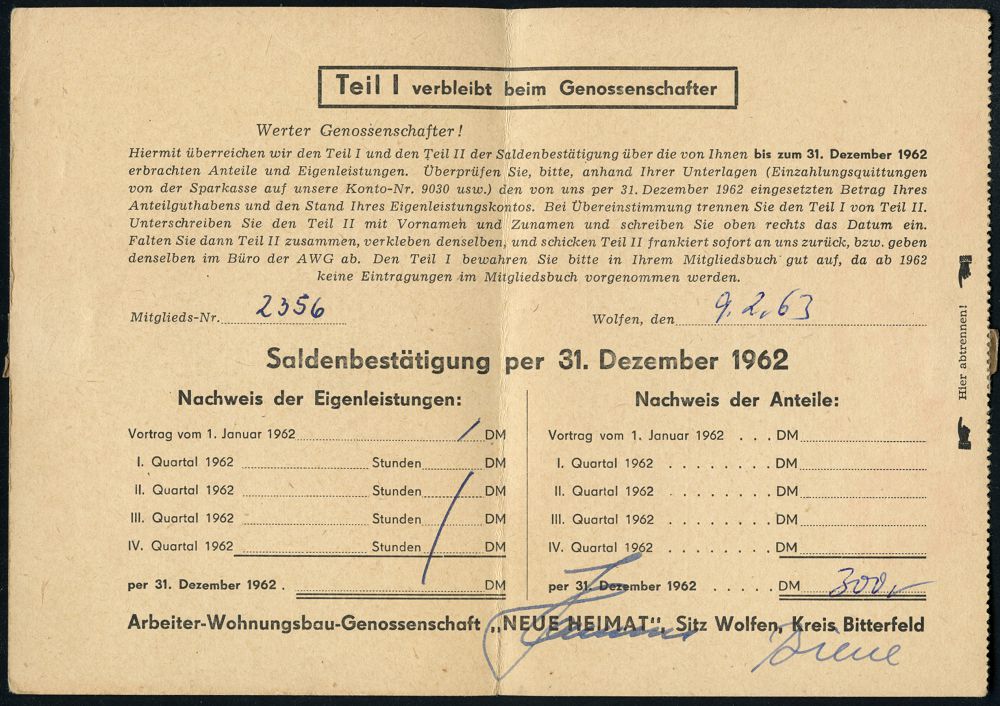 Teil I verbleibt beim Genossenschafter
Werter Genossenschafter!
Hiermit überreichen wir den Teil I und den Teil II der Saldenbestätigung über die von Ihnen bis zum 31. Dezember 1962
erbrachten Anteile und Eigenleistungen. Überprüfen Sie, bitte, anhand Ihrer Unterlagen (Einzahlungsquittungen
von der Sparkasse auf unsere Konto-Nr. 9030 usw.) den von uns per 31. Dezember 1962 eingesetzten Betrag Ihres
Anteilguthabens und den Stand Ihres Eigenleistungskontos. Bei Übereinstimmung trennen Sie den Teil I von Teil II.
Unterschreiben Sie den Teil II mit Vornamen und Zunamen und schreiben Sie oben rechts das Datum ein.
Falten Sie dann Teil II zusammen, verkleben denselben, und schicken Teil II frankiert sofort an uns zurück, bzw. geben
denselben im Büro der AWG ab. Den Teil I bewahren Sie bitte in Ihrem Mitgliedsbuch gut auf, da ab 1962
keine Eintragungen im Mitgliedsbuch vorgenommen werden.
Mitglieds-Nr. 2356 Wolfen, den 9.2.63
Saldenbestätigung per 31. Dezember 1962
Nachweis der Eigenleistungen:
Vortrag vom 1. Januar 1962 / DM
I. Quartal 1962 Stunden DM
II. Quartal 1962 Stunden DM
III. Quartal 1962 Stunden DM
IV. Quartal 1962 Stunden DM
per 31. Dezember 1962 . DM
Nachweis der Anteile:
Vortrag vom 1. Januar 1962 . . . DM
I. Quartal 1962 . . . . . . . . DM
II. Quartal 1962 . . . . . . . . DM
III. Quartal 1962 . . . . . . . . DM
IV. Quartal 1962 . . . . . . . . DM
per 31. Dezember 1962 . . . . . DM 300,-
Arbeiter-Wohnungsbau-Genossenschaft „NEUE HEIMAT", Sitz Wolfen, Kreis Bitterfeld
Hier abtrennen!